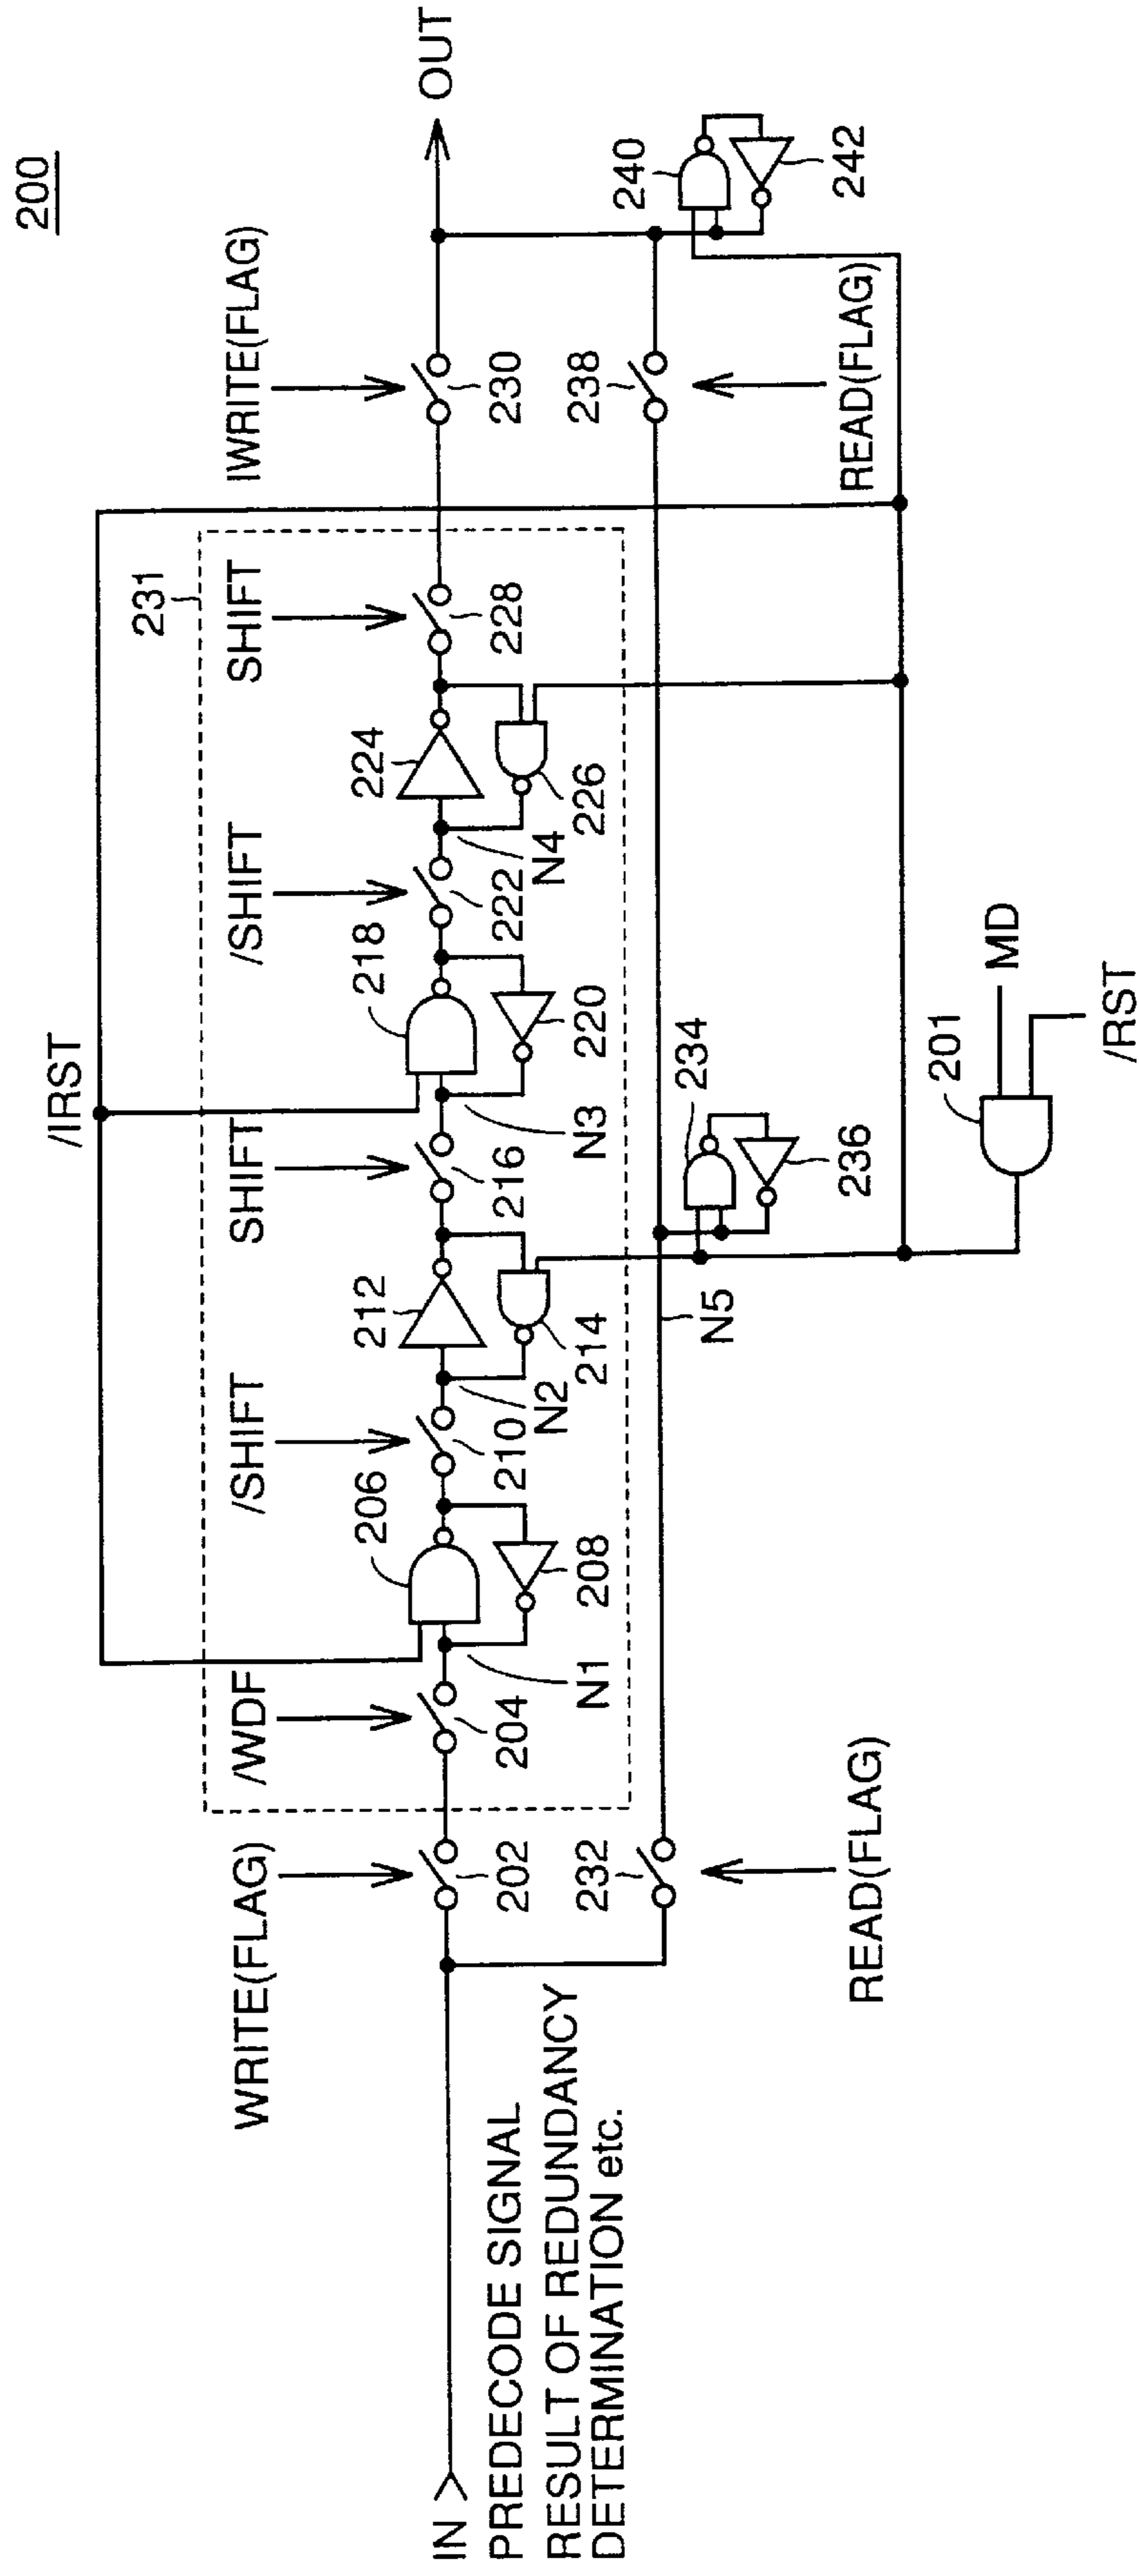 200
IN
PREDECODE SIGNAL
RESULT OF REDUNDANCY
DETERMINATION etc.
WRITE(FLAG)
202
232
READ(FLAG)
/WDF
204
N1
206
208
/SHIFT
210
N2
212
214
SHIFT
216
N3
/IRST
218
220
/SHIFT
222
N4
224
226
SHIFT
228
231
IWRITE(FLAG)
230
238
READ(FLAG)
OUT
240
242
N5
234
236
201
MD
/RST